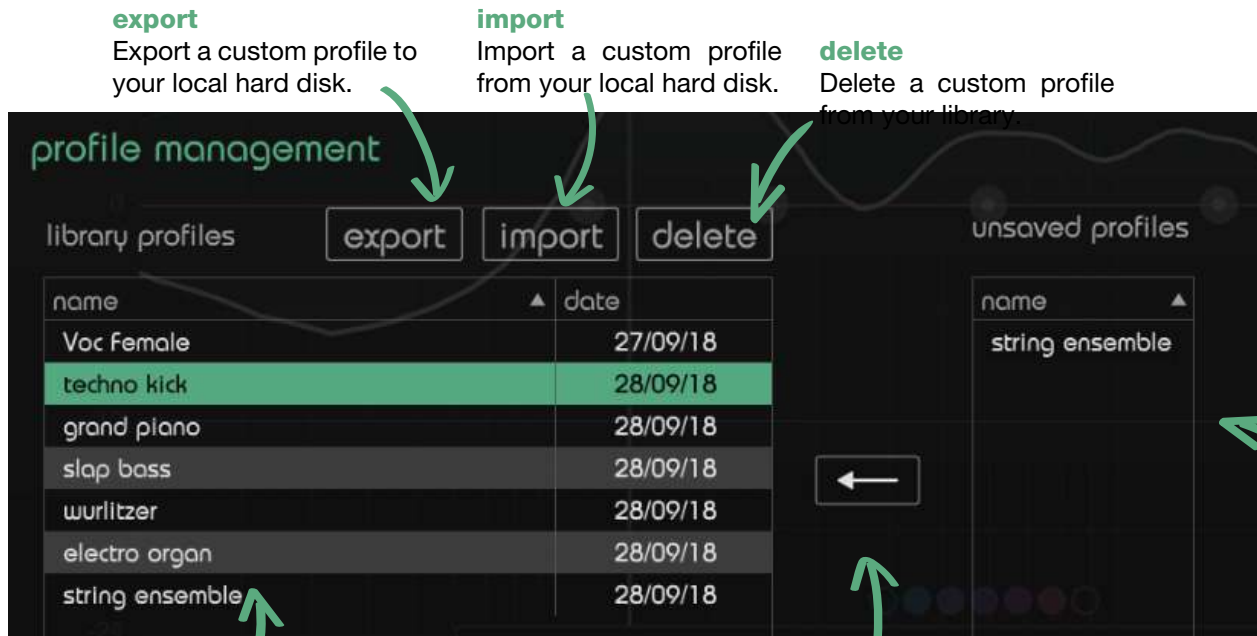 export
Export a custom profile to
your local hard disk.
import
Import a custom profile
from your local hard disk.
delete
Delete a custom profile
from your library.
profile management
library profiles
export
import
delete
unsaved profiles
name
date
name
Voc Female
27/09/18
string ensemble
techno kick
28/09/18
grand piano
28/09/18
slap bass
28/09/18
wurlitzer
28/09/18
electro organ
28/09/18
string ensemble
28/09/18